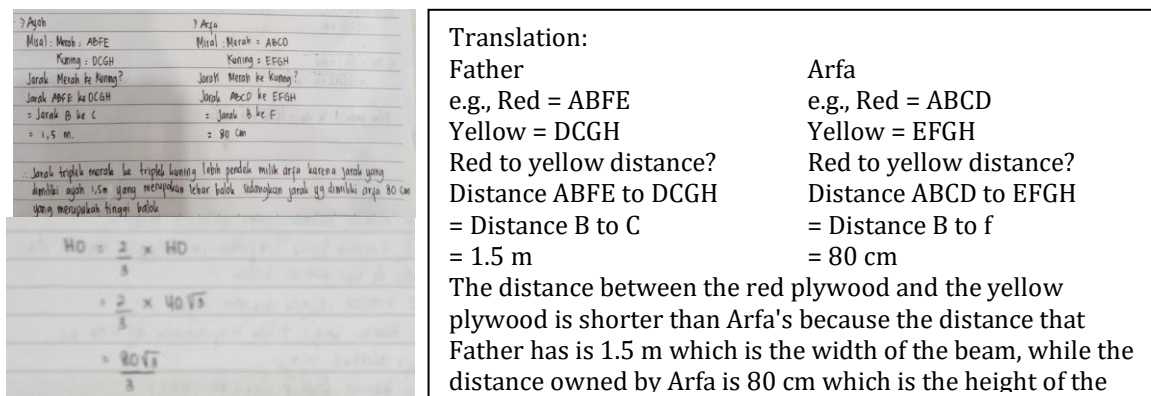 ? Ayah
Misal : Merah : ABFE
Kuning : DCGH
Jarak Merah ke Kuning?
Jarak ABFE ke DCGH
= Jarak B ke C
= 1,5 m.
? Arfa
Misal : Merah = ABCD
Kuning : EFGH
Jarak Merah ke Kuning?
Jarak ABCD ke EFGH
= Jarak B ke F
= 80 cm
∴ Jarak triplek merah ke triplek kuning lebih pendek milik arfa karena jarak yang
dimiliki ayah 1,5m yang merupakan lebar balok sedangkan jarak yg dimiliki arfa 80 cm
yang merupakah tinggi balok
HO = 2/3 × HO
= 2/3 × 40√3
= 80√3/3
Translation:
Father
e.g., Red = ABFE
Yellow = DCGH
Red to yellow distance?
Distance ABFE to DCGH
= Distance B to C
= 1.5 m
Arfa
e.g., Red = ABCD
Yellow = EFGH
Red to yellow distance?
Distance ABCD to EFGH
= Distance B to f
= 80 cm
The distance between the red plywood and the yellow
plywood is shorter than Arfa's because the distance that
Father has is 1.5 m which is the width of the beam, while the
distance owned by Arfa is 80 cm which is the height of the